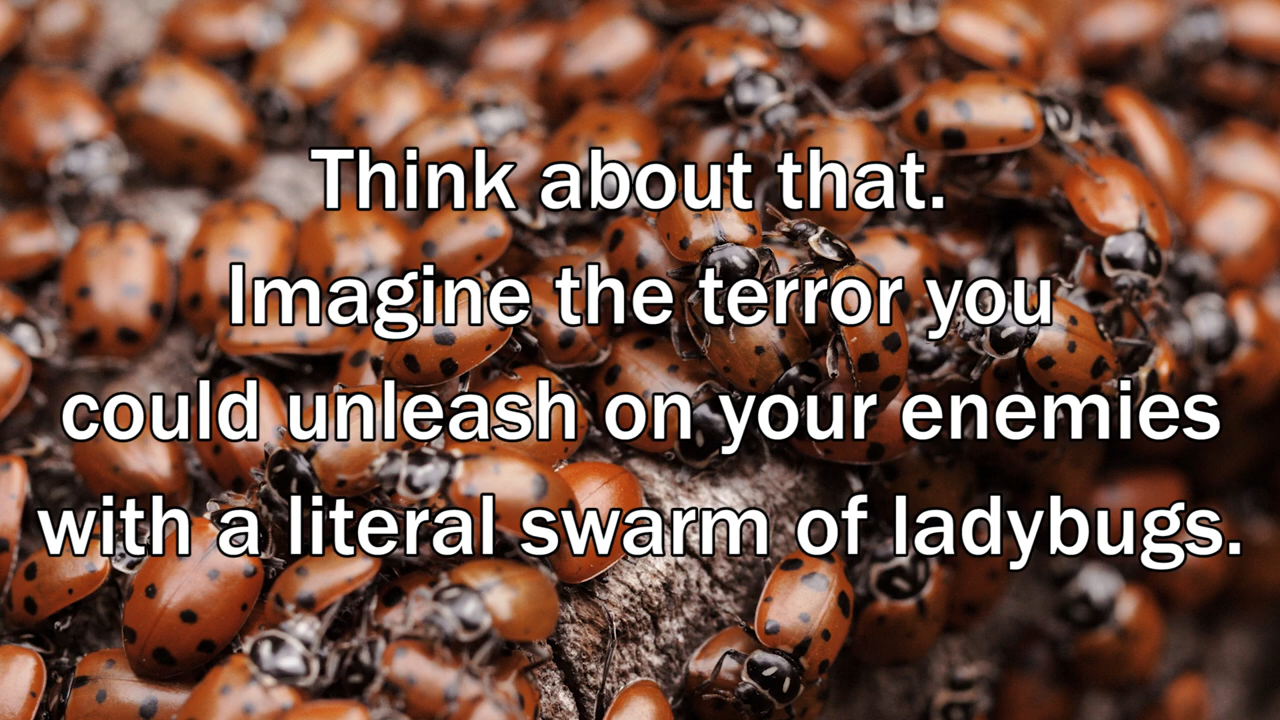 Think about that.
Imagine the terror you
could unleash on your enemies
with a literal swarm of ladybugs.